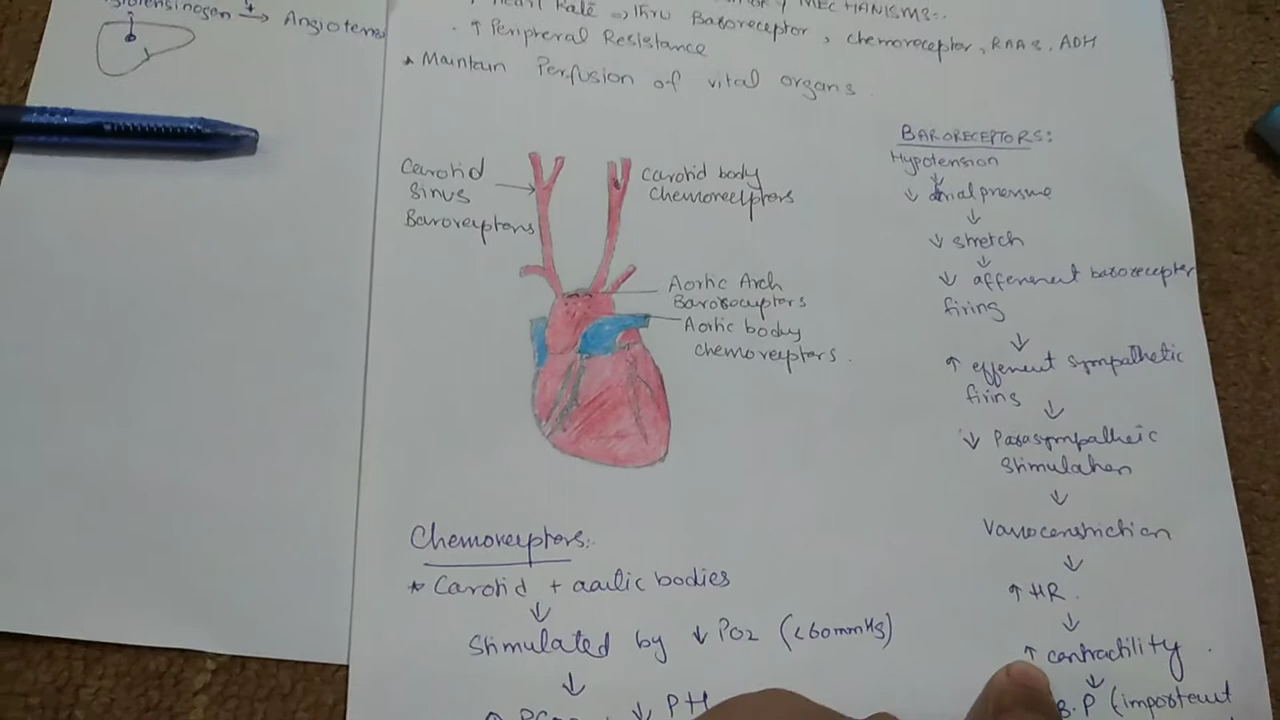 Angiotens
↑ Heart Rate → thru Baroreceptor, chemoreceptor, RAAS, ADH
MECHANISMS:
↑ Peripheral Resistance
* Maintain Perfusion of vital organs
Carotid
Sinus
Baroreceptors
Carotid body
Chemoreceptors
Aortic Arch
Baroreceptors
Aortic body
chemoreceptors.
Chemoreceptors:
* Carotid + aortic bodies
↓
Stimulated by ↓ PO2 (<60mmHg)
↓
↓ PH
BARORECEPTORS:
Hypotension
↓
↓ pressure
↓
↓ stretch
↓
↓ afferent baroreceptor
firing
↓
↑ efferent sympathetic
firing
↓
↓ Parasympatheic
Stimulation
↓
Vasoconstriction
↓
↑ HR
↓
↑ contractility
↓
B.P (important